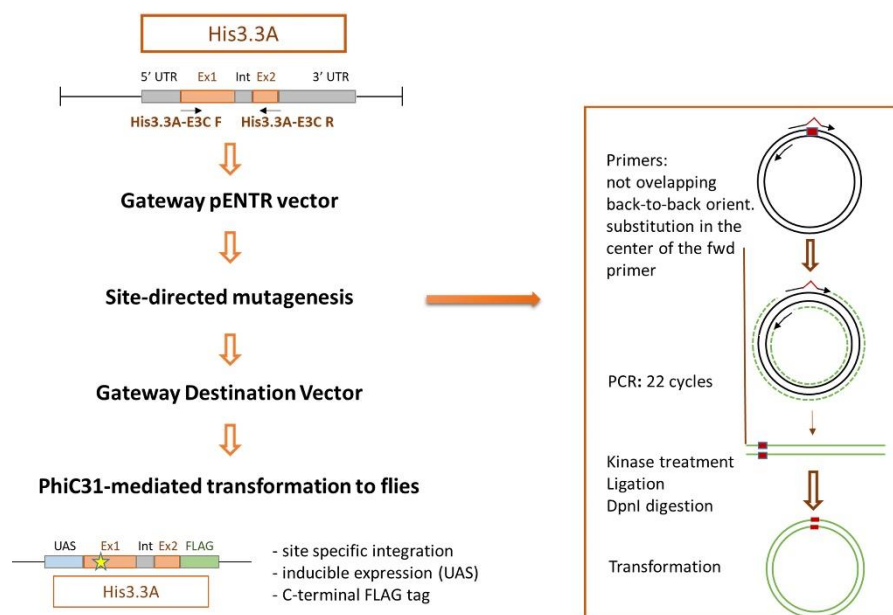 His3.3A
5' UTR Ex1 Int Ex2 3' UTR
His3.3A-E3C F His3.3A-E3C R
Gateway pENTR vector
Site-directed mutagenesis
Gateway Destination Vector
PhiC31-mediated transformation to flies
UAS Ex1 Int Ex2 FLAG
His3.3A
- site specific integration
- inducible expression (UAS)
- C-terminal FLAG tag
Primers:
not ovelapping
back-to-back orient.
substitution in the
center of the fwd
primer
PCR: 22 cycles
Kinase treatment
Ligation
DpnI digestion
Transformation